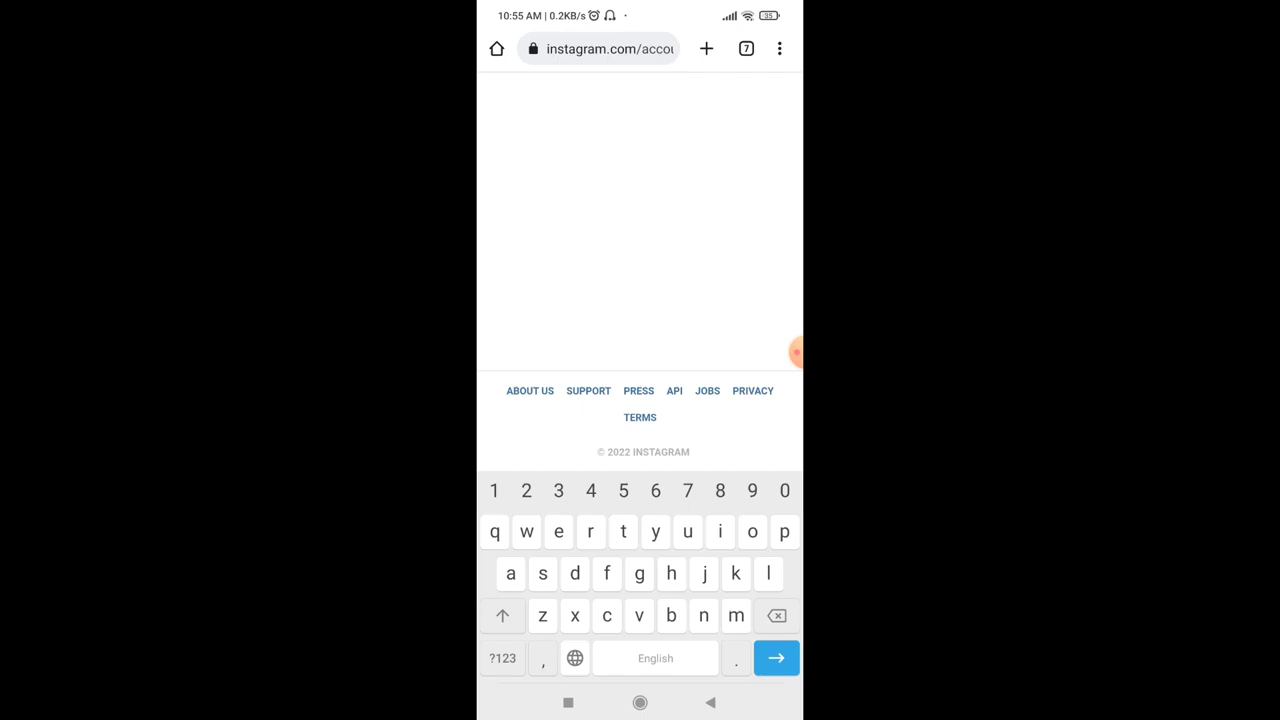 10:55 AM | 0.2KB/s
35
instagram.com/accou
7
ABOUT US SUPPORT PRESS API JOBS PRIVACY
TERMS
© 2022 INSTAGRAM
1 2 3 4 5 6 7 8 9 0
q w e r t y u i o p
a s d f g h j k l
z x c v b n m
?123 , English .